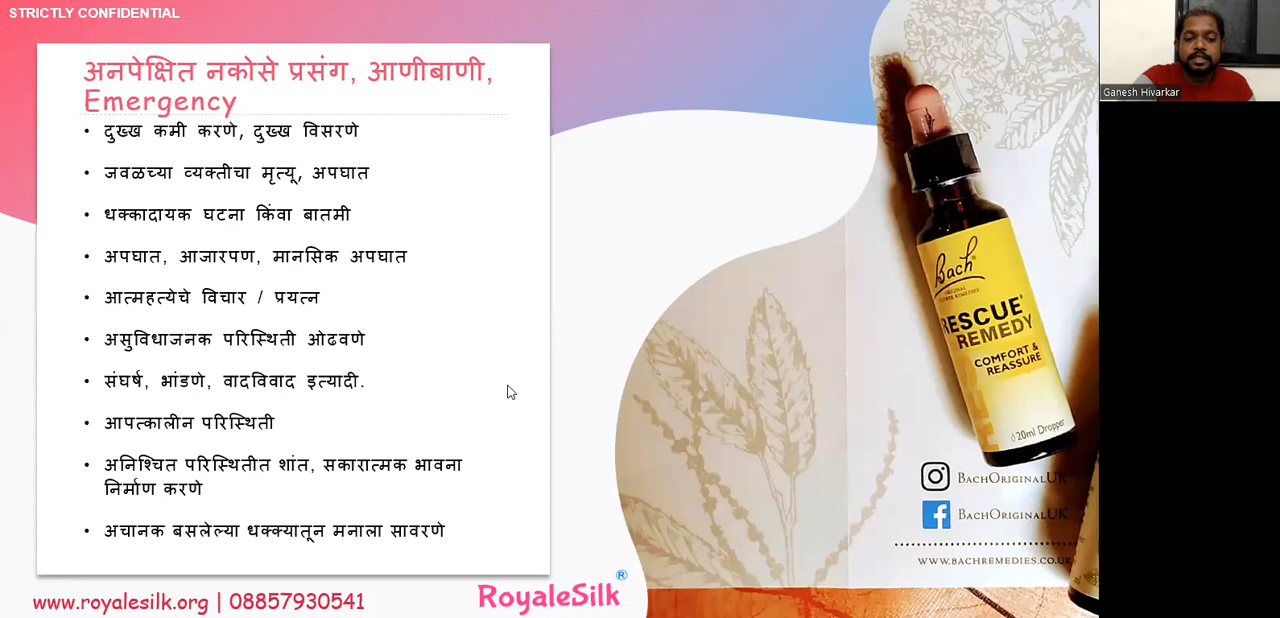 STRICTLY CONFIDENTIAL
अनपेक्षित नकोसे प्रसंग, आणीबाणी,
Emergency
• दुख्ख कमी करणे, दुख्ख विसरणे
• जवळच्या व्यक्तीचा मृत्यू, अपघात
• धक्कादायक घटना किंवा बातमी
• अपघात, आजारपण, मानसिक अपघात
• आत्महत्येचे विचार / प्रयत्न
• असुविधाजनक परिस्थिती ओढवणे
• संघर्ष, भांडणे, वादविवाद इत्यादी.
• आपत्कालीन परिस्थिती
• अनिश्चित परिस्थितीत शांत, सकारात्मक भावना
निर्माण करणे
• अचानक बसलेल्या धक्क्यातून मनाला सावरणे
www.royalesilk.org | 08857930541
RoyaleSilk®
Bach®
ORIGINAL
FLOWER REMEDIES
RESCUE®
REMEDY
COMFORT &
REASSURE
20ml Dropper
BACHORIGINALUK
BACHORIGINALUK
WWW.BACHREMEDIES.CO.UK
Ganesh Hivarkar